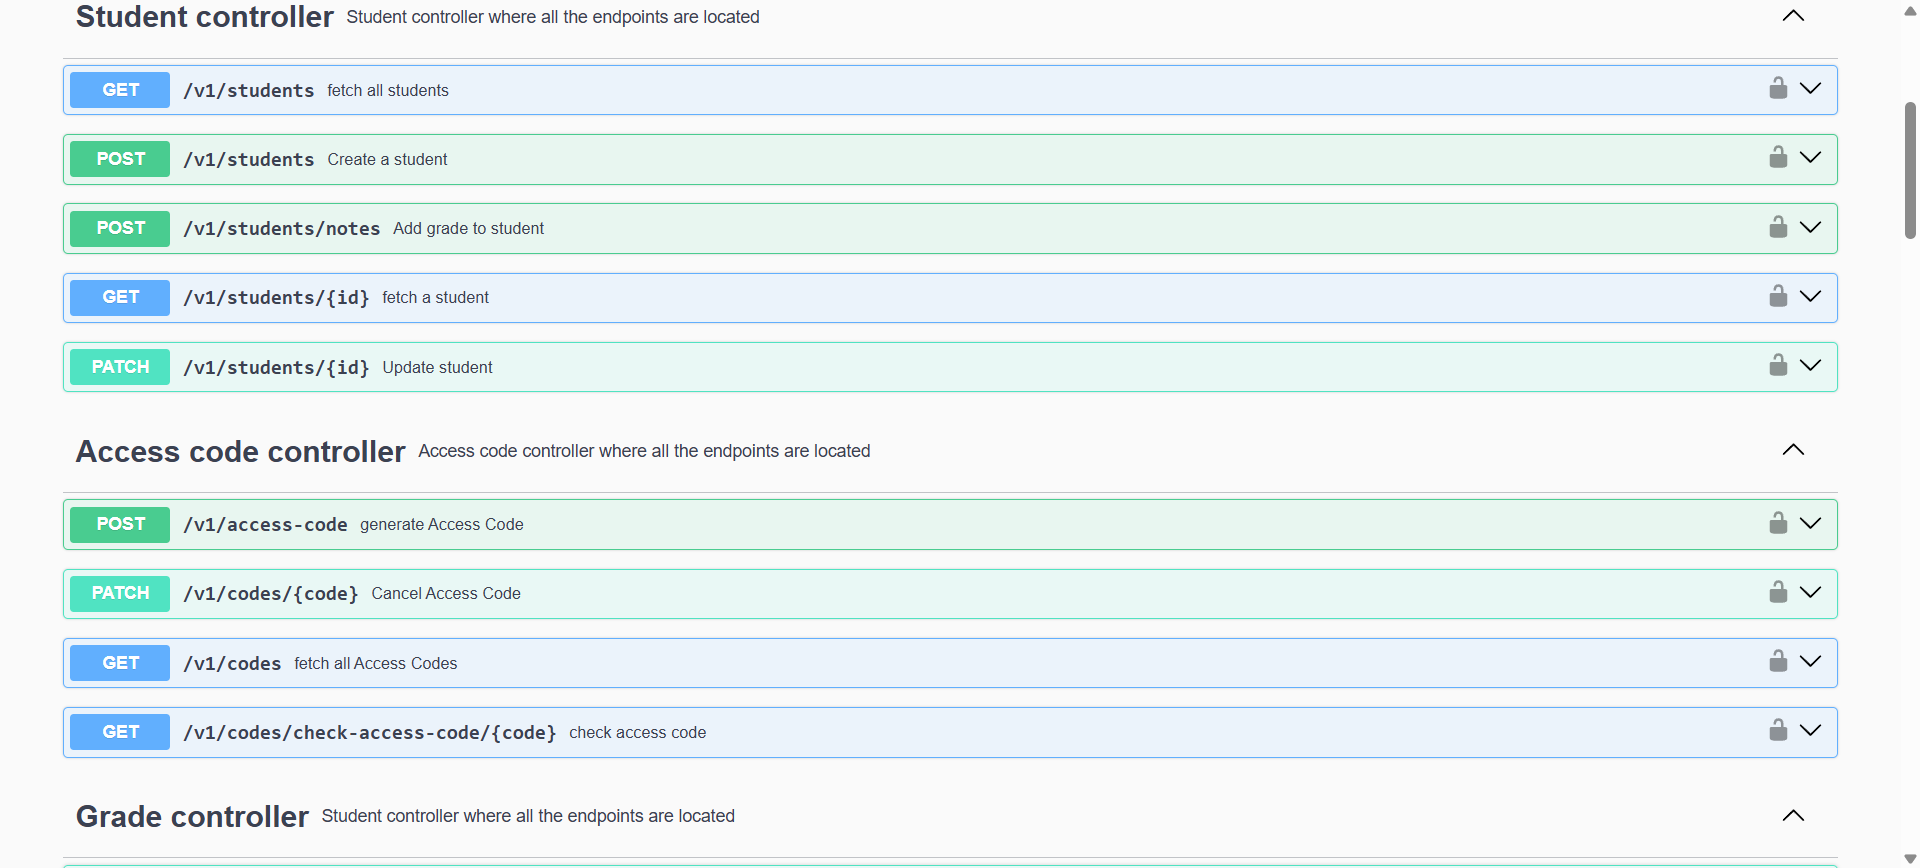 Student controller Student controller where all the endpoints are located
GET /v1/students fetch all students
POST /v1/students Create a student
POST /v1/students/notes Add grade to student
GET /v1/students/{id} fetch a student
PATCH /v1/students/{id} Update student
Access code controller Access code controller where all the endpoints are located
POST /v1/access-code generate Access Code
PATCH /v1/codes/{code} Cancel Access Code
GET /v1/codes fetch all Access Codes
GET /v1/codes/check-access-code/{code} check access code
Grade controller Student controller where all the endpoints are located